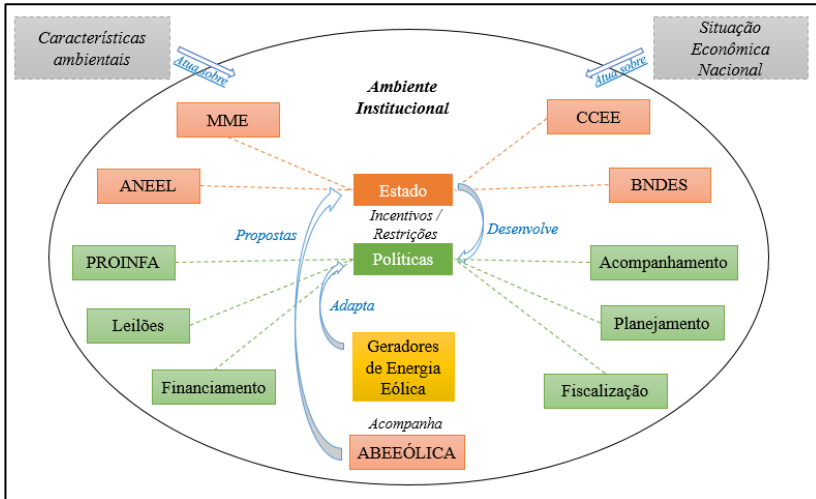 Características
ambientais
Situação
Econômica
Nacional
Atua sobre
Atua sobre
Ambiente
Institucional
MME
CCEE
ANEEL
Estado
BNDES
Incentivos /
Restrições
Propostas
Desenvolve
PROINFA
Políticas
Acompanhamento
Adapta
Leilões
Planejamento
Geradores
de Energia
Eólica
Financiamento
Fiscalização
Acompanha
ABEEÓLICA